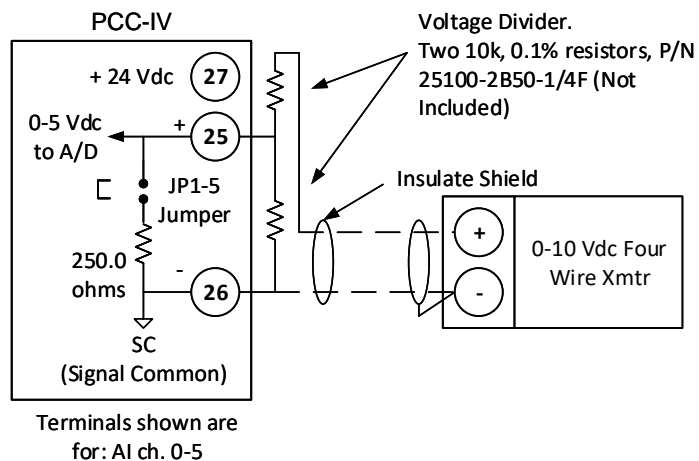 PCC-IV
+ 24 Vdc
27
0-5 Vdc
to A/D
+
25
JP1-5
Jumper
250.0
ohms
-
26
SC
(Signal Common)
Terminals shown are
for: AI ch. 0-5
Voltage Divider.
Two 10k, 0.1% resistors, P/N
25100-2B50-1/4F (Not
Included)
Insulate Shield
+
-
0-10 Vdc Four
Wire Xmtr